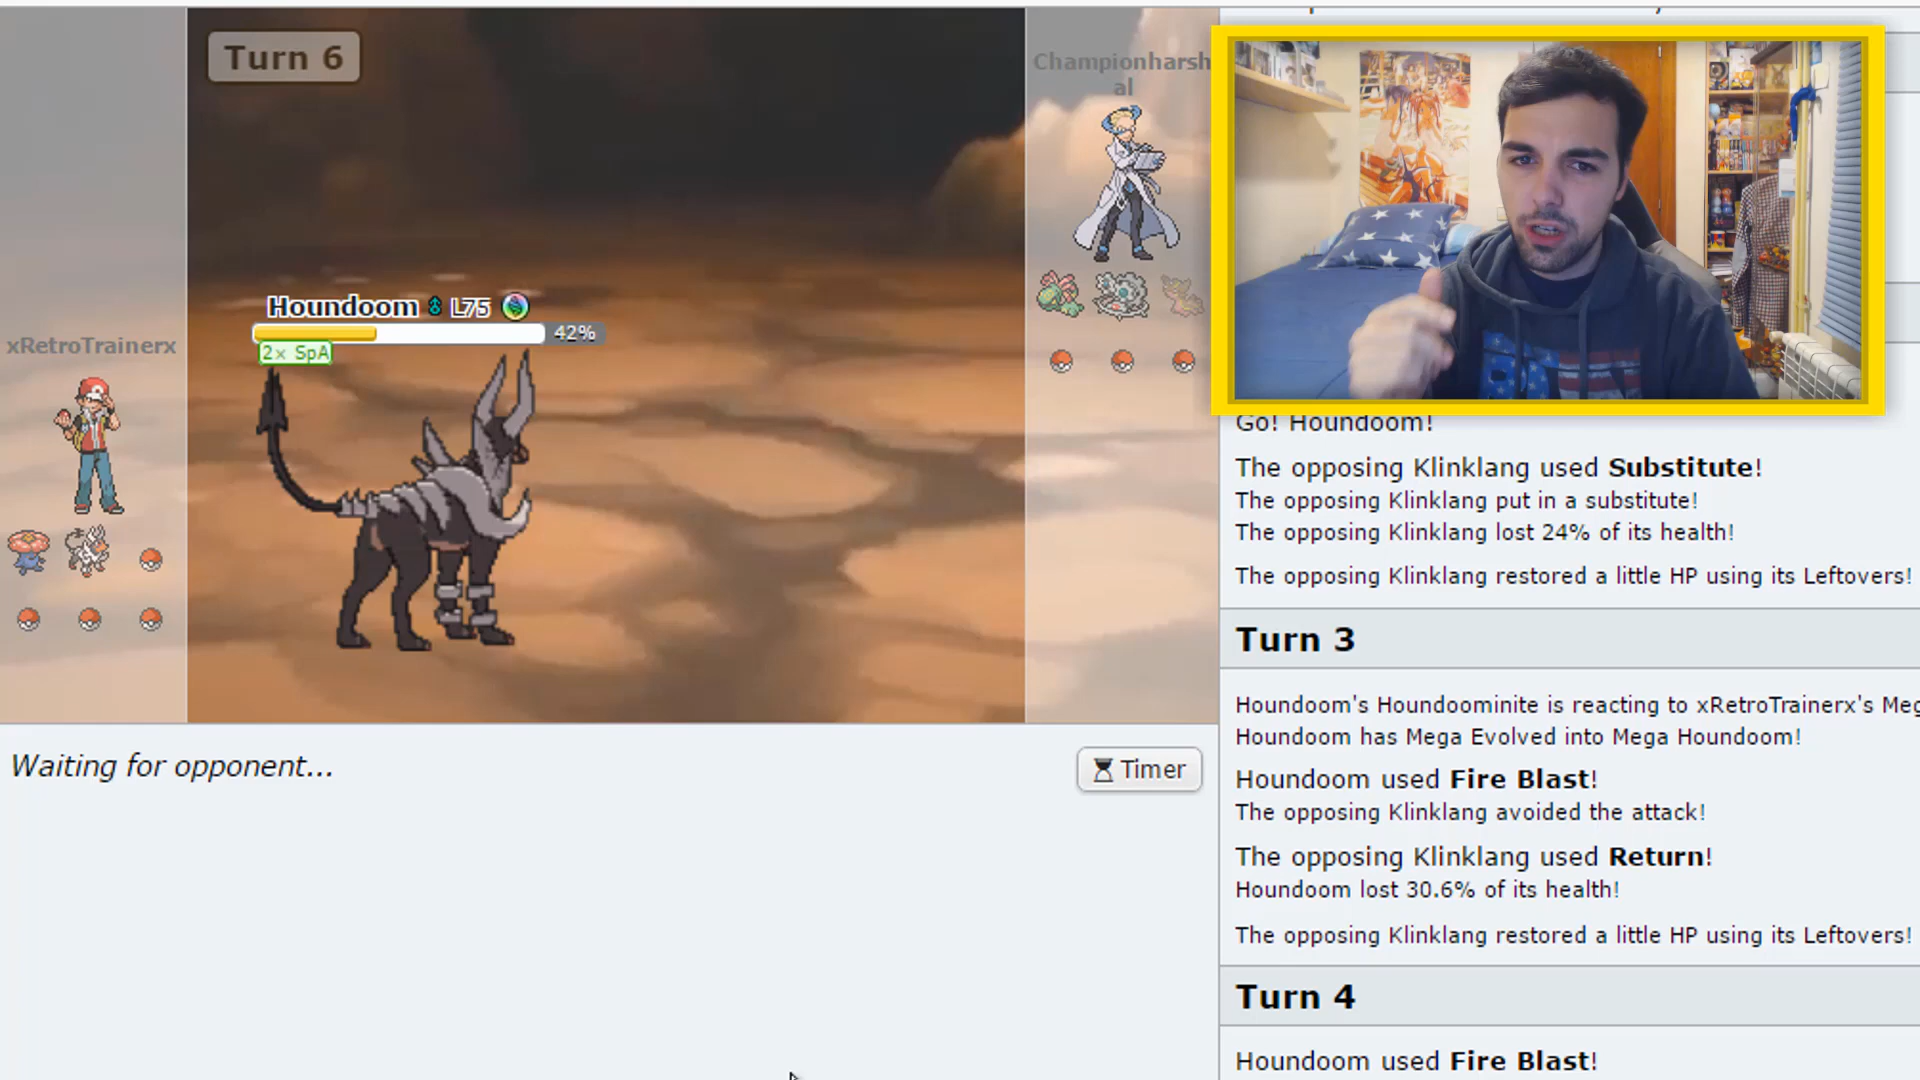 Turn 6
Championharsh
al
Houndoom L75
42%
2x SpA
xRetroTrainerx
Waiting for opponent...
Timer
Go! Houndoom!
The opposing Klinklang used Substitute!
The opposing Klinklang put in a substitute!
The opposing Klinklang lost 24% of its health!
The opposing Klinklang restored a little HP using its Leftovers!
Turn 3
Houndoom's Houndoominite is reacting to xRetroTrainerx's Meg
Houndoom has Mega Evolved into Mega Houndoom!
Houndoom used Fire Blast!
The opposing Klinklang avoided the attack!
The opposing Klinklang used Return!
Houndoom lost 30.6% of its health!
The opposing Klinklang restored a little HP using its Leftovers!
Turn 4
Houndoom used Fire Blast!